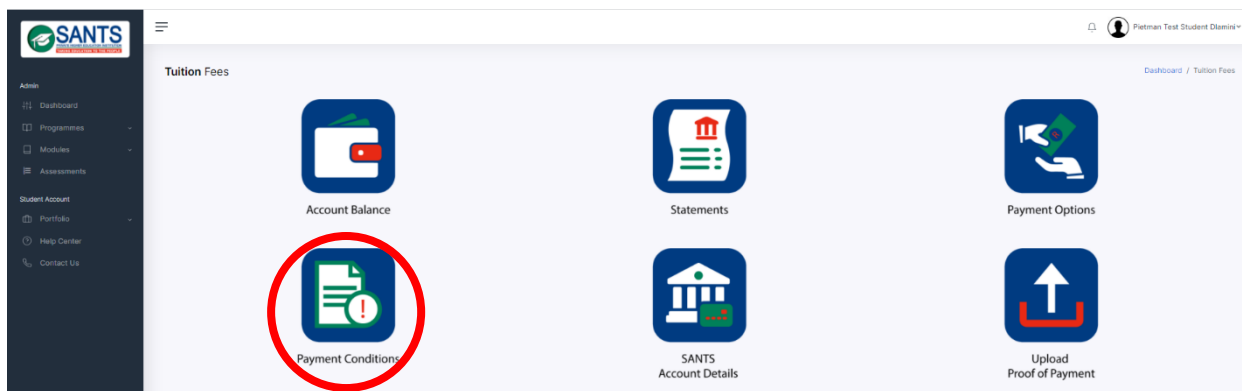 SANTS
Pietman Test Student Dlamini
Tuition Fees
Dashboard / Tuition Fees
Admin
Dashboard
Programmes
Modules
Assessments
Student Account
Portfolio
Help Center
Contact Us
Account Balance
Statements
Payment Options
Payment Conditions
SANTS
Account Details
Upload
Proof of Payment